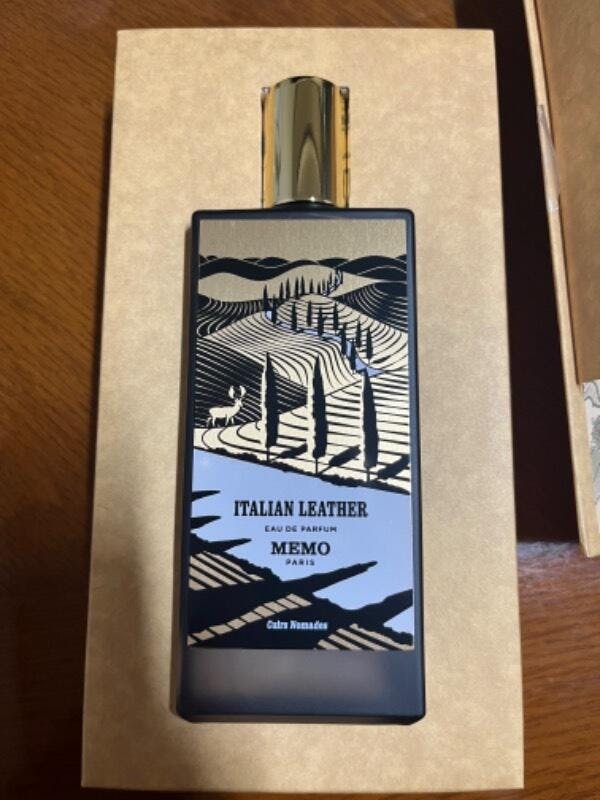 ITALIAN LEATHER
EAU DE PARFUM
MEMO
PARIS
Cuirs Nomades